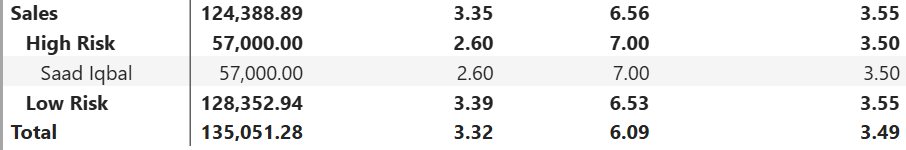 Sales 124,388.89 3.35 6.56 3.55
High Risk 57,000.00 2.60 7.00 3.50
Saad Iqbal 57,000.00 2.60 7.00 3.50
Low Risk 128,352.94 3.39 6.53 3.55
Total 135,051.28 3.32 6.09 3.49